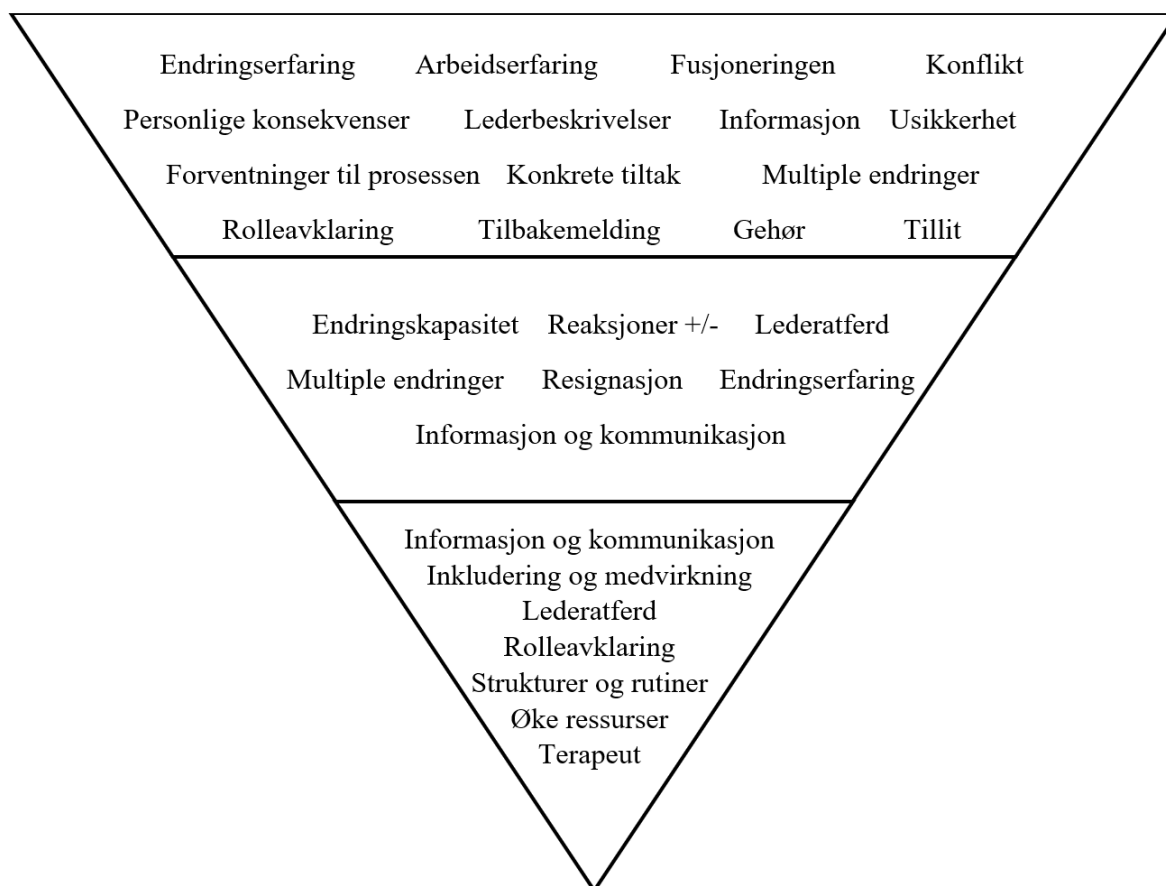 Endringserfaring Arbeidserfaring Fusjoneringen Konflikt
Personlige konsekvenser Lederbeskrivelser Informasjon Usikkerhet
Forventninger til prosessen Konkrete tiltak Multiple endringer
Rolleavklaring Tilbakemelding Gehør Tillit
Endringskapasitet Reaksjoner +/- Lederatferd
Multiple endringer Resignasjon Endringserfaring
Informasjon og kommunikasjon
Informasjon og kommunikasjon
Inkludering og medvirkning
Lederatferd
Rolleavklaring
Strukturer og rutiner
Øke ressurser
Terapeut